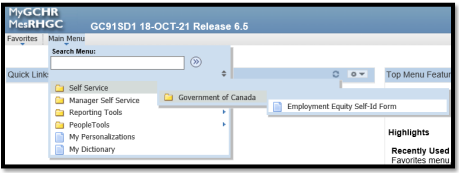 MyGCHR
MesRHGC GC91SD1 18-OCT-21 Release 6.5
Favorites Main Menu
Search Menu:
Quick Link
Top Menu Featur
Self Service
Government of Canada
Manager Self Service
Employment Equity Self-Id Form
Reporting Tools
PeopleTools
My Personalizations
My Dictionary
Highlights
Recently Used
Favorites menu